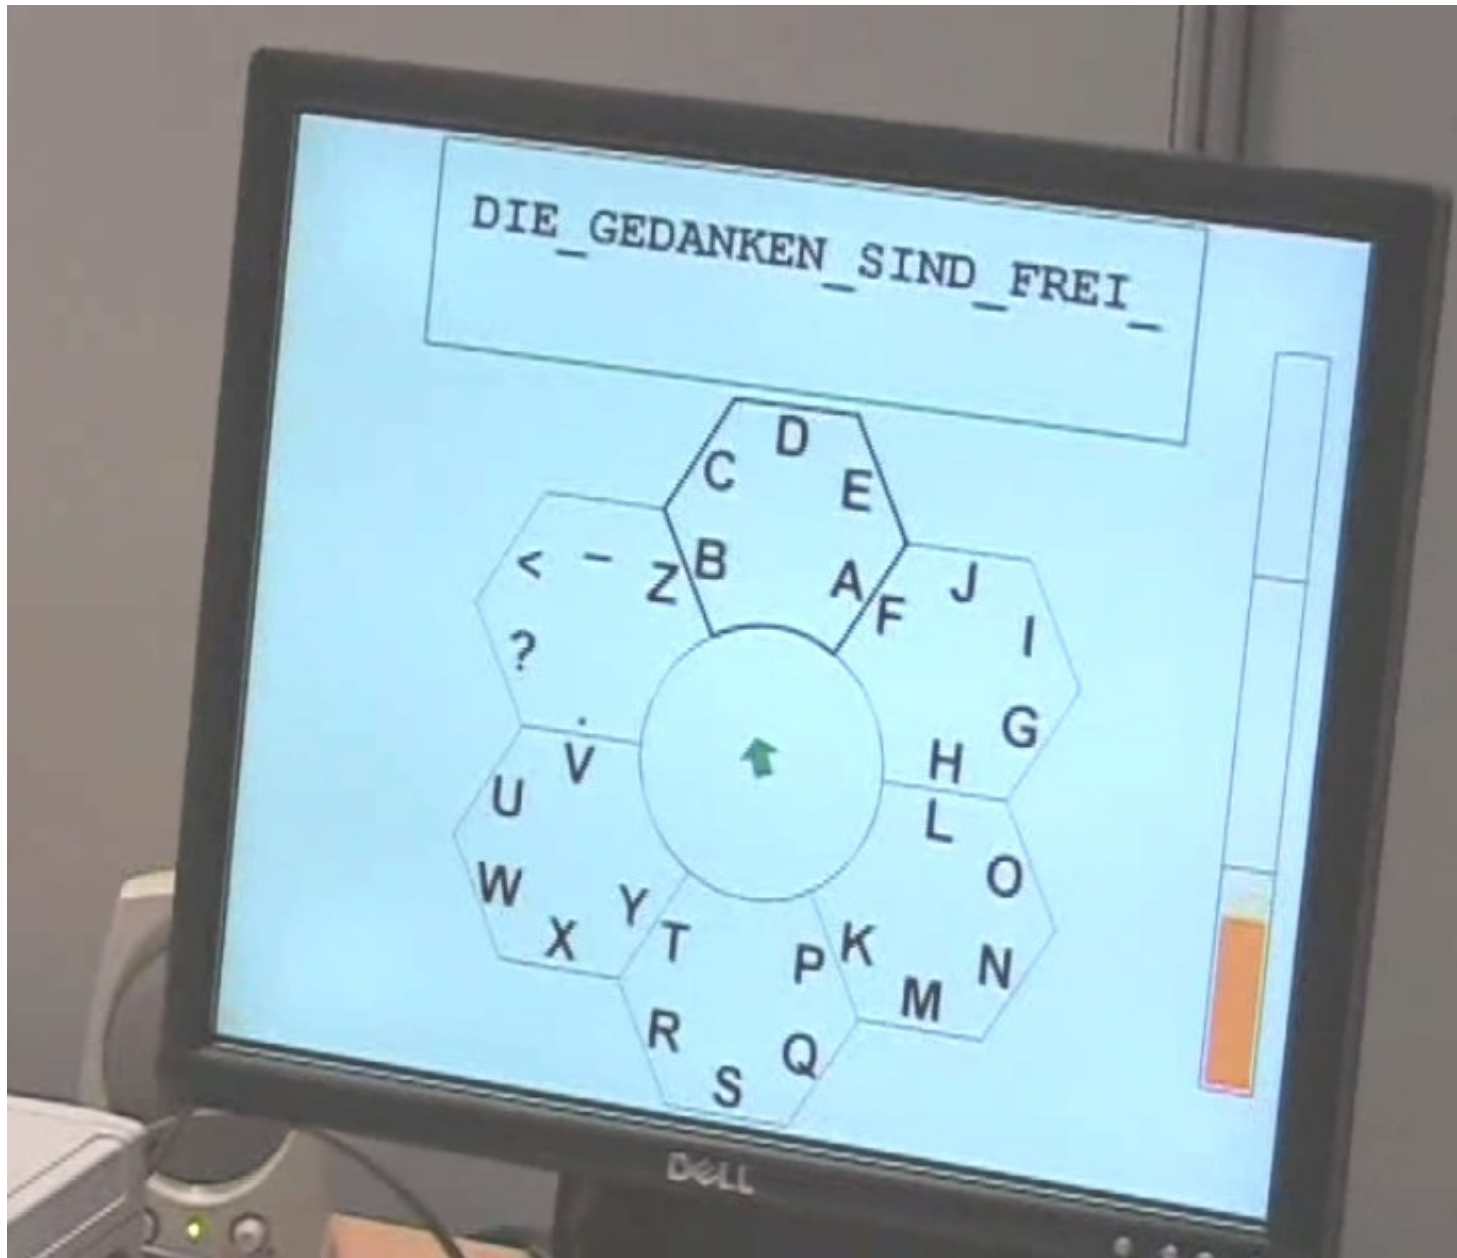 DIE_GEDANKEN_SIND_FREI_
D
C
E
B
A
< – Z
?
.
F
J
I
G
H
V
U
W
X
Y
L
O
K
N
M
T
P
R
Q
S
DELL